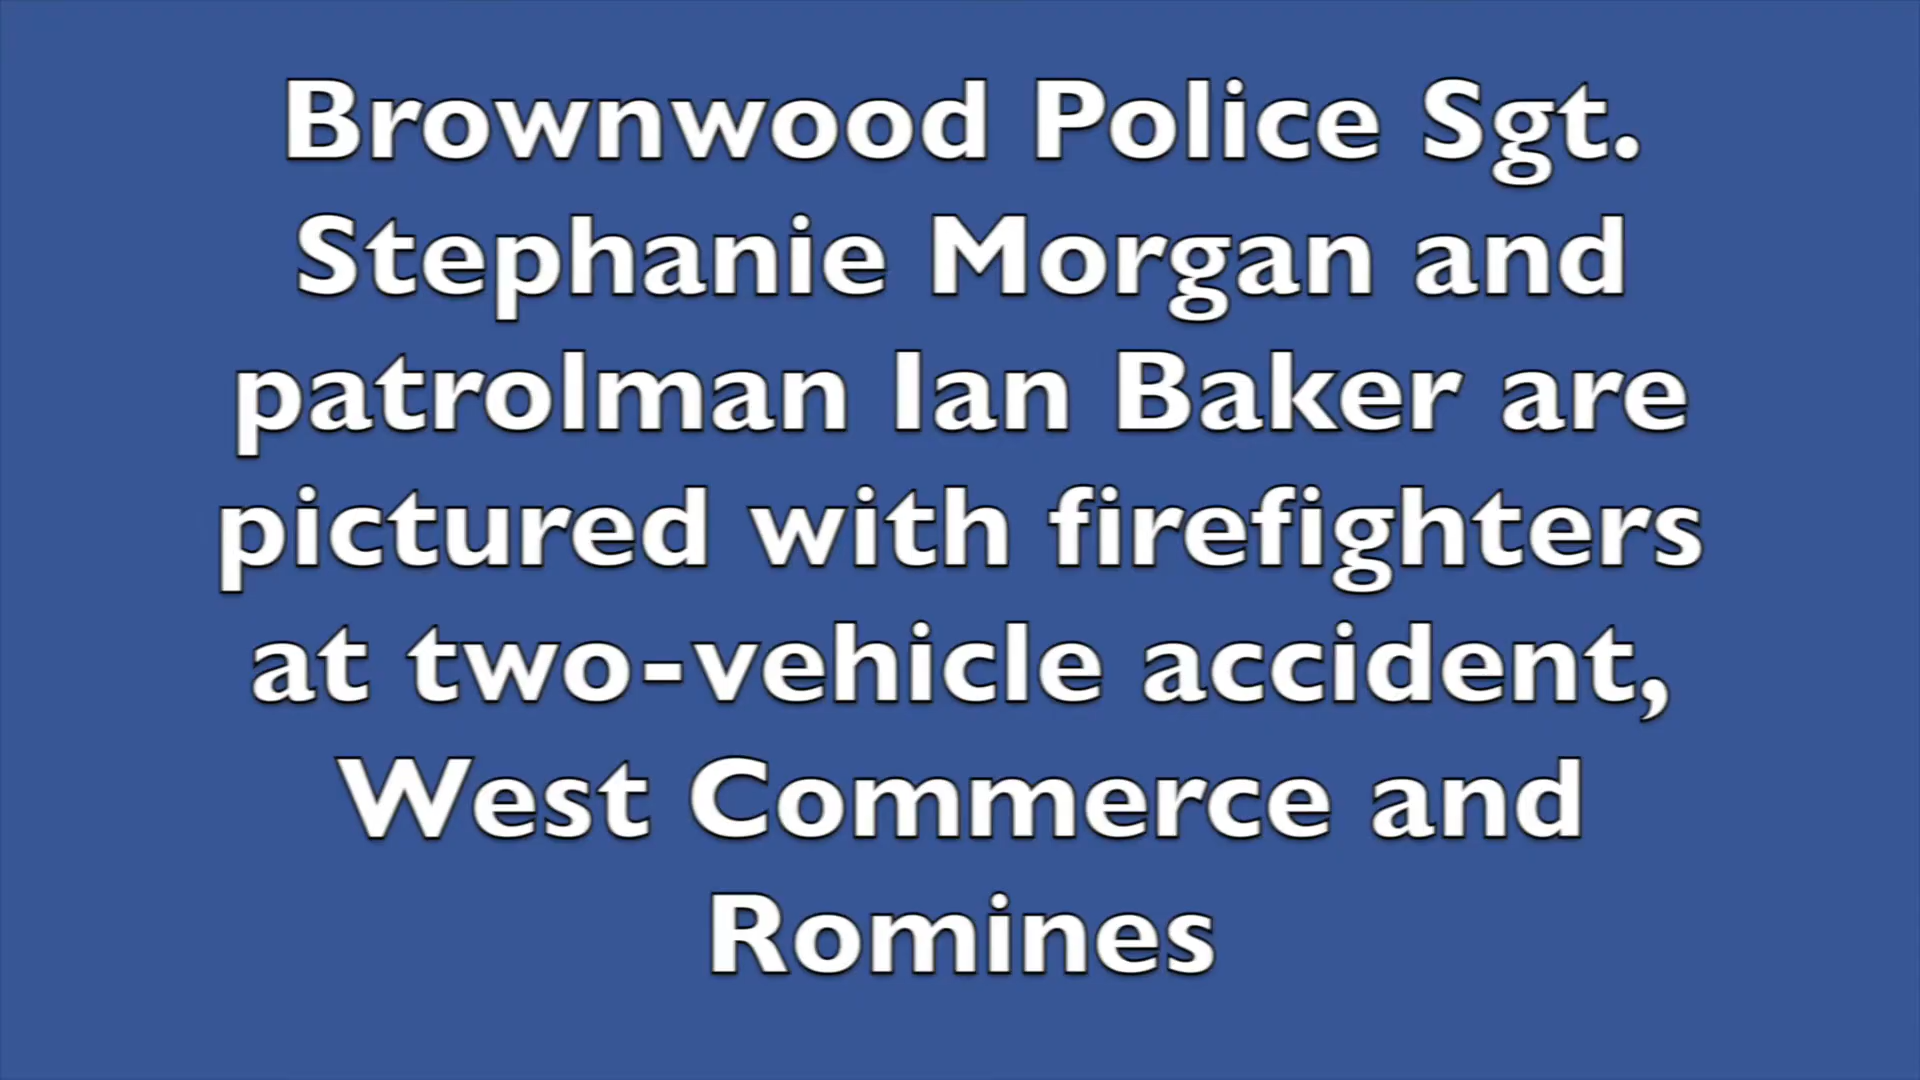 Brownwood Police Sgt.
Stephanie Morgan and
patrolman Ian Baker are
pictured with firefighters
at two-vehicle accident,
West Commerce and
Romines